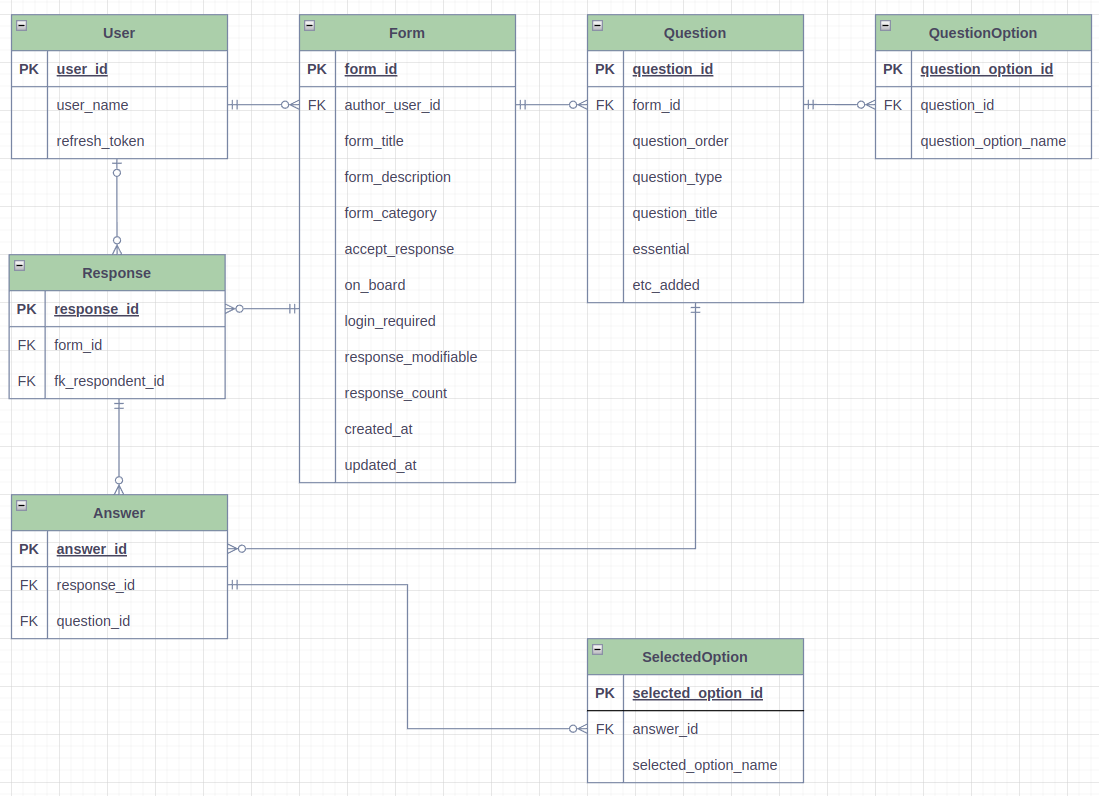 User
PK user_id
user_name
refresh_token
Form
PK form_id
FK author_user_id
form_title
form_description
form_category
accept_response
on_board
login_required
response_modifiable
response_count
created_at
updated_at
Question
PK question_id
FK form_id
question_order
question_type
question_title
essential
etc_added
QuestionOption
PK question_option_id
FK question_id
question_option_name
Response
PK response_id
FK form_id
FK fk_respondent_id
Answer
PK answer_id
FK response_id
FK question_id
SelectedOption
PK selected_option_id
FK answer_id
selected_option_name